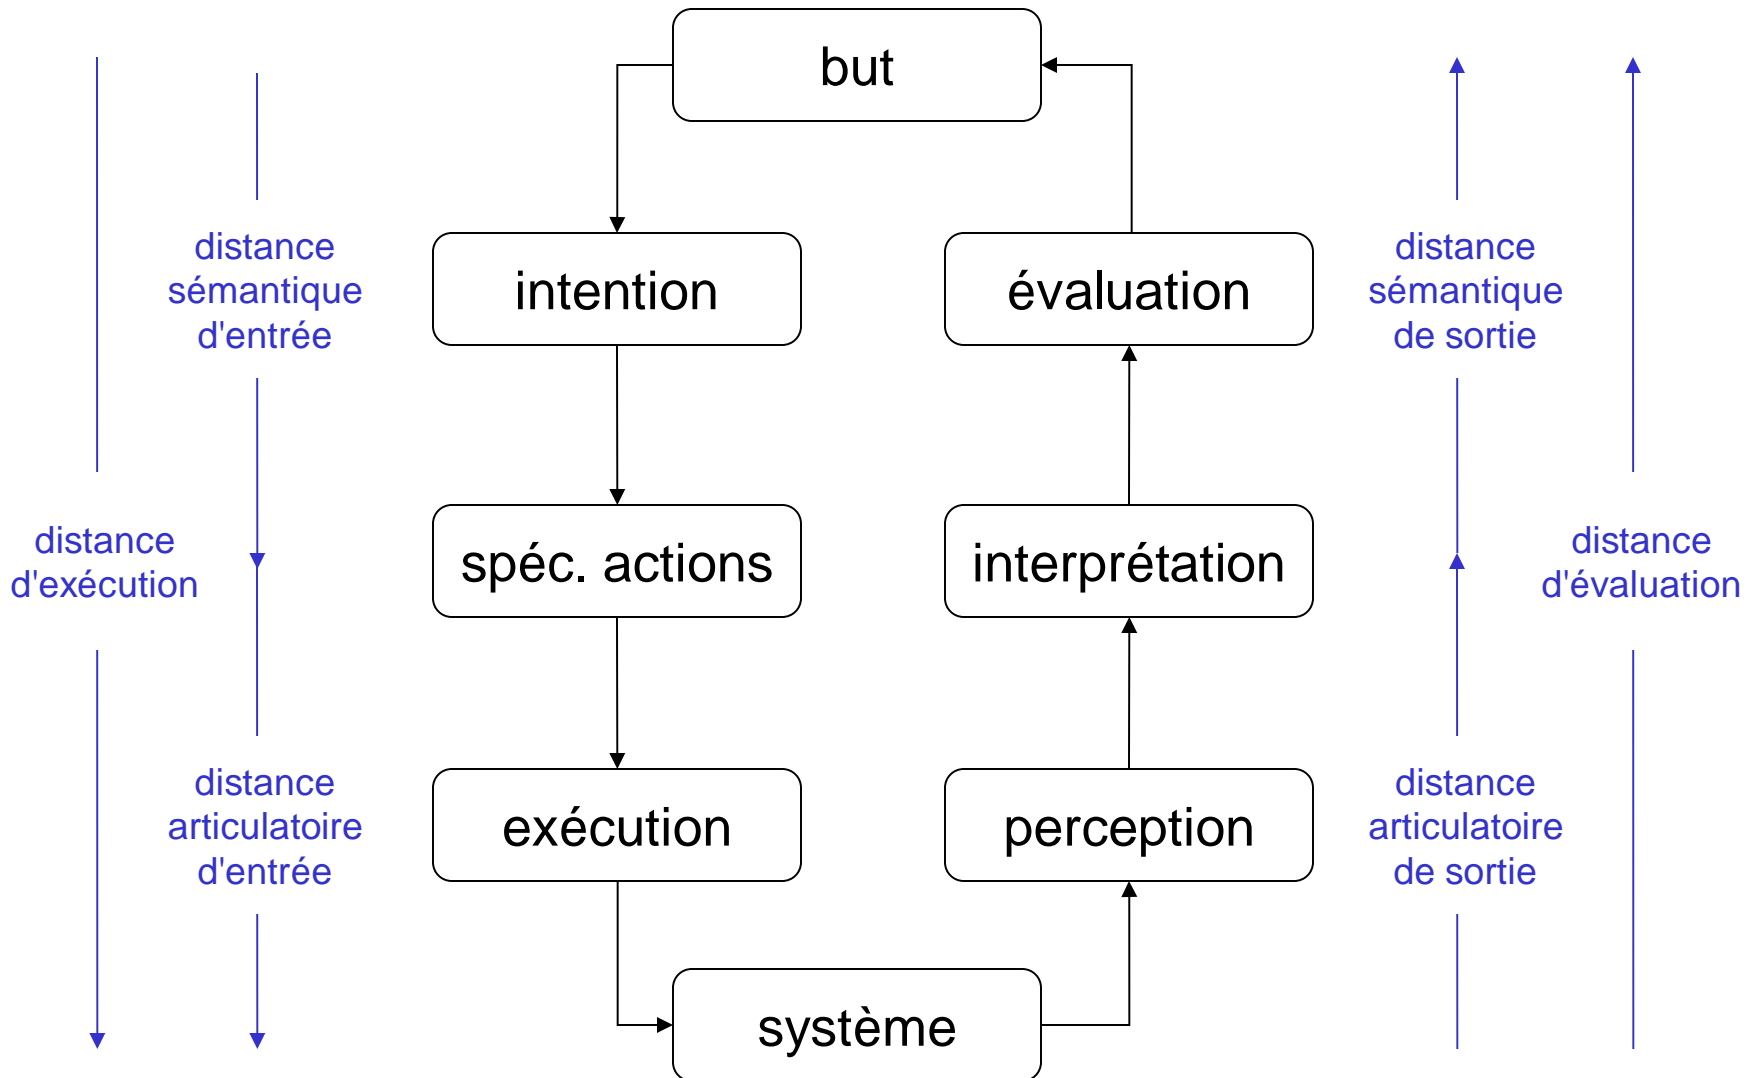 but
distance
sémantique
d'entrée
intention
évaluation
distance
sémantique
de sortie
distance
d'exécution
spéc. actions
interprétation
distance
d'évaluation
distance
articulatoire
d'entrée
exécution
perception
distance
articulatoire
de sortie
système